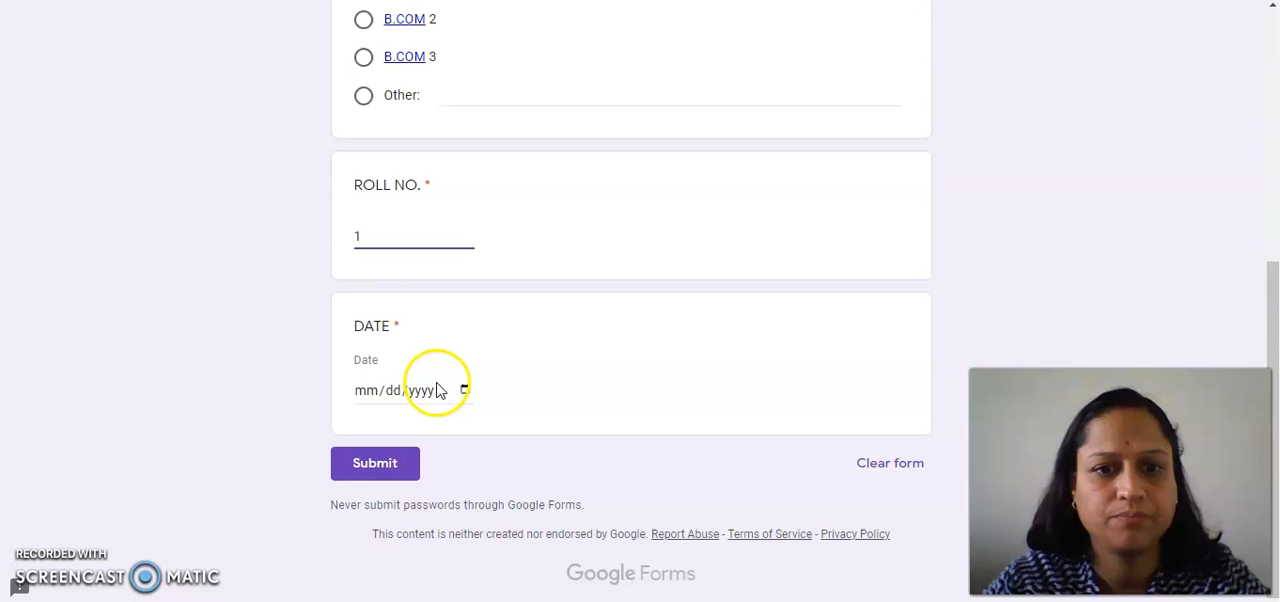 B.COM 2
B.COM 3
Other:
ROLL NO. *
1
DATE *
Date
mm/dd/yyyy
Submit
Clear form
Never submit passwords through Google Forms.
This content is neither created nor endorsed by Google. Report Abuse - Terms of Service - Privacy Policy
Google Forms
RECORDED WITH
SCREENCAST MATIC